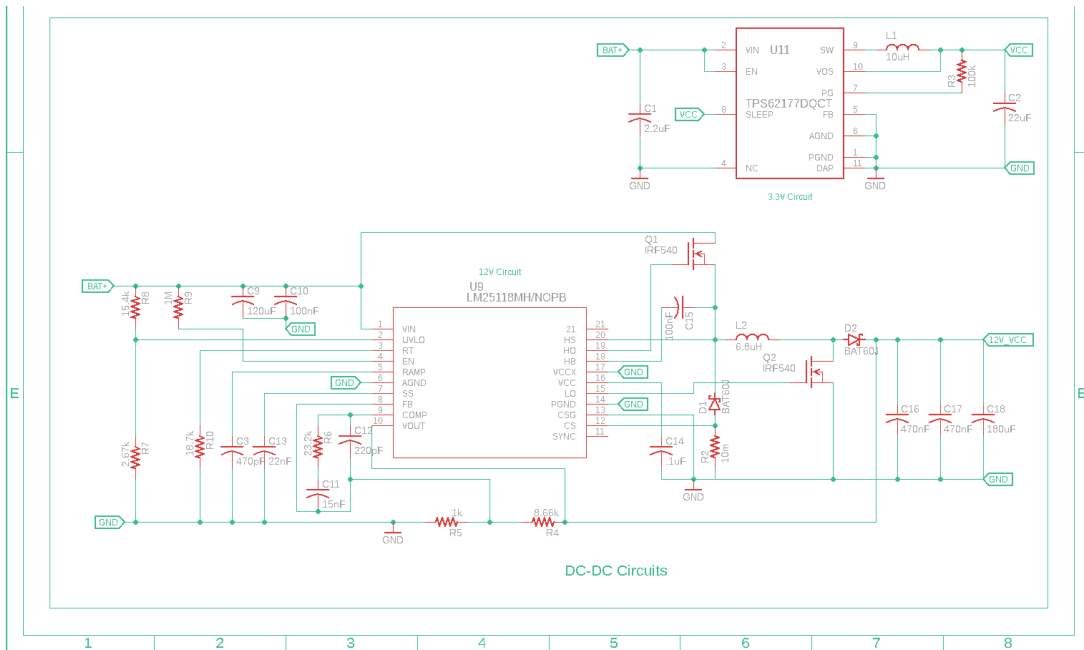 BAT+
2
VIN
U11
SW
9
L1
10uH
VCC
3
EN
VOS
10
R3
100k
PG
7
TPS62177DQCT
C1
2.2uF
VCC
8
SLEEP
FB
5
C2
22uF
AGND
6
PGND
1
4
NC
DAP
11
GND
GND
GND
3.3V Circuit
Q1
IRF540
12V Circuit
BAT+
15.4k
R8
1M
R9
C9
120uF
C10
100nF
GND
U9
LM25118MH/NOPB
100nF
C15
1
VIN
2
UVLO
3
RT
4
EN
5
RAMP
GND
6
AGND
7
SS
8
FB
9
COMP
10
VOUT
21
21
HS
20
HO
19
HB
18
VCCX
17
GND
VCC
16
LO
15
PGND
14
GND
CSG
13
CS
12
SYNC
11
L2
6.8uH
Q2
IRF540
D2
BAT60J
12V_VCC
D1
BAT60J
C16
470nF
C17
470nF
C18
180uF
2.67k
R7
18.7k
R10
C3
470pF
C13
22nF
23.2k
R6
C12
220pF
C11
15nF
C14
.1uF
R2
10m
GND
GND
GND
GND
1k
R5
8.66k
R4
DC-DC Circuits
E
E
1
2
3
4
5
6
7
8